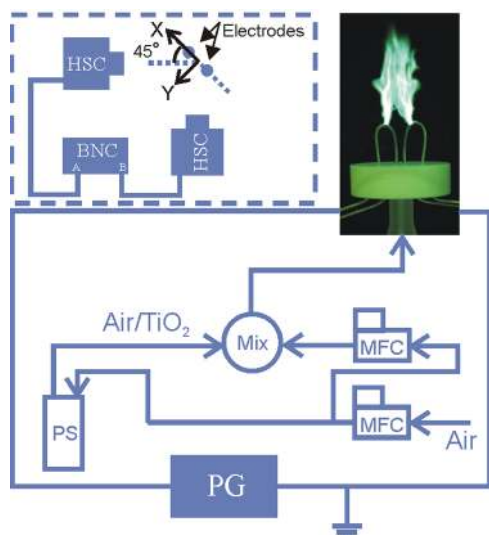 X
Electrodes
HSC
45°
Y
BNC
A
B
HSC
Air/TiO₂
Mix
MFC
PS
MFC
Air
PG